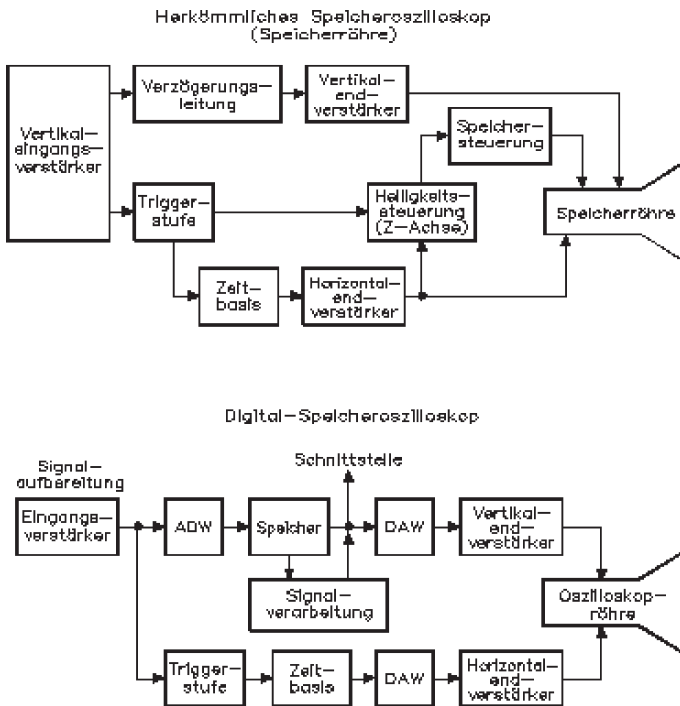 Herkömmliches Speicheroszilloskop
(Speicherröhre)
Vertikal-
eingangs-
verstärker
Verzögerungs-
leitung
Vertikal-
end-
verstärker
Speicher-
steuerung
Trigger-
stufe
Helligkeits-
steuerung
(Z-Achse)
Speicherröhre
Zeit-
basis
Horizontal-
end-
verstärker
Digital-Speicheroszilloskop
Signal-
aufbereitung
Schnittstelle
Eingangs-
verstärker
ADW
Speicher
DAW
Vertikal-
end-
verstärker
Signal-
verarbeitung
Oszilloskop-
röhre
Trigger-
stufe
Zeit-
basis
DAW
Horizontal-
end-
verstärker